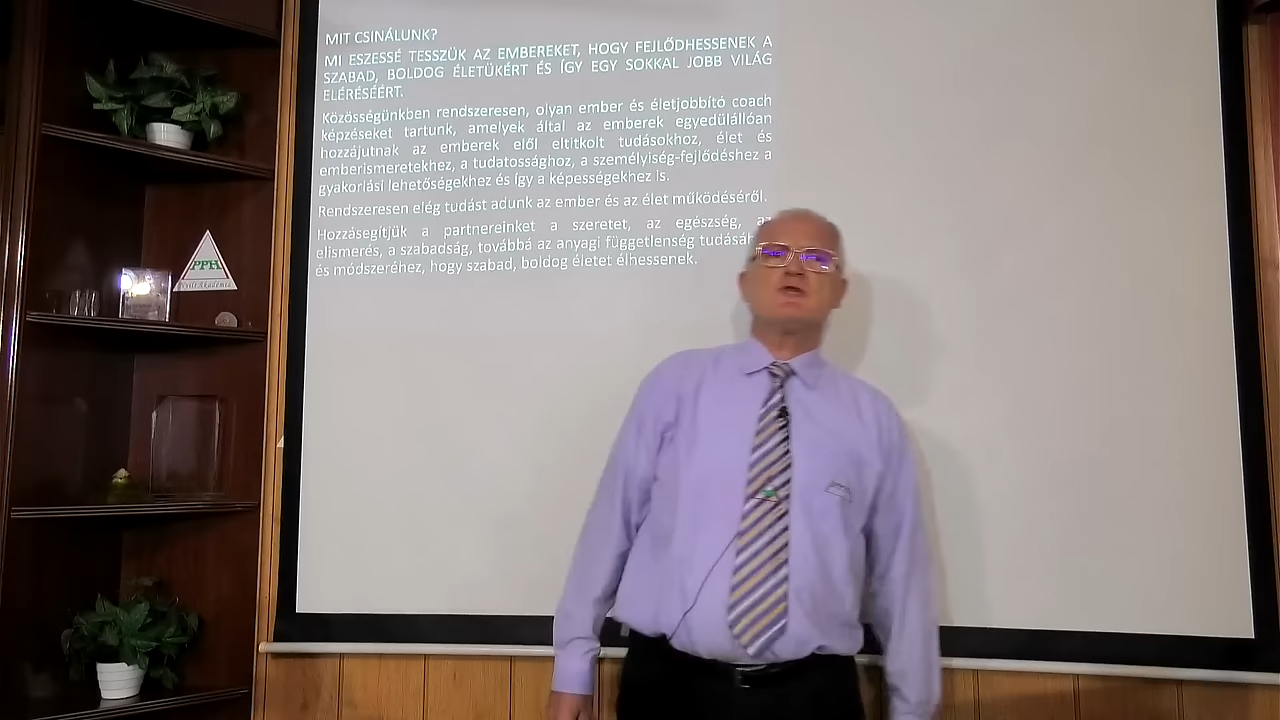 MIT CSINÁLUNK?
MI ESZESSÉ TESSZÜK AZ EMBEREKET, HOGY FEJLŐDHESSENEK A
SZABAD, BOLDOG ÉLETÜKÉRT ÉS ÍGY EGY SOKKAL JOBB VILÁG
ELÉRÉSÉÉRT.
Közösségünkben rendszeresen, olyan ember és életjobbító coach
képzéseket tartunk, amelyek által az emberek egyedülállóan
hozzájutnak az emberek elől eltitkolt tudásokhoz, élet és
emberismeretekhez, a tudatossághoz, a személyiség-fejlődéshez a
gyakorlási lehetőségekhez és így a képességekhez is.
Rendszeresen elég tudást adunk az ember és az élet működéséről.
Hozzásegítjük a partnereinket a szeretet, az egészség, az
elismerés, a szabadság, továbbá az anyagi függetlenség
és módszeréhez, hogy szabad, boldog életet élhessenek.
PPH
Nyílt Akadémia
PPH